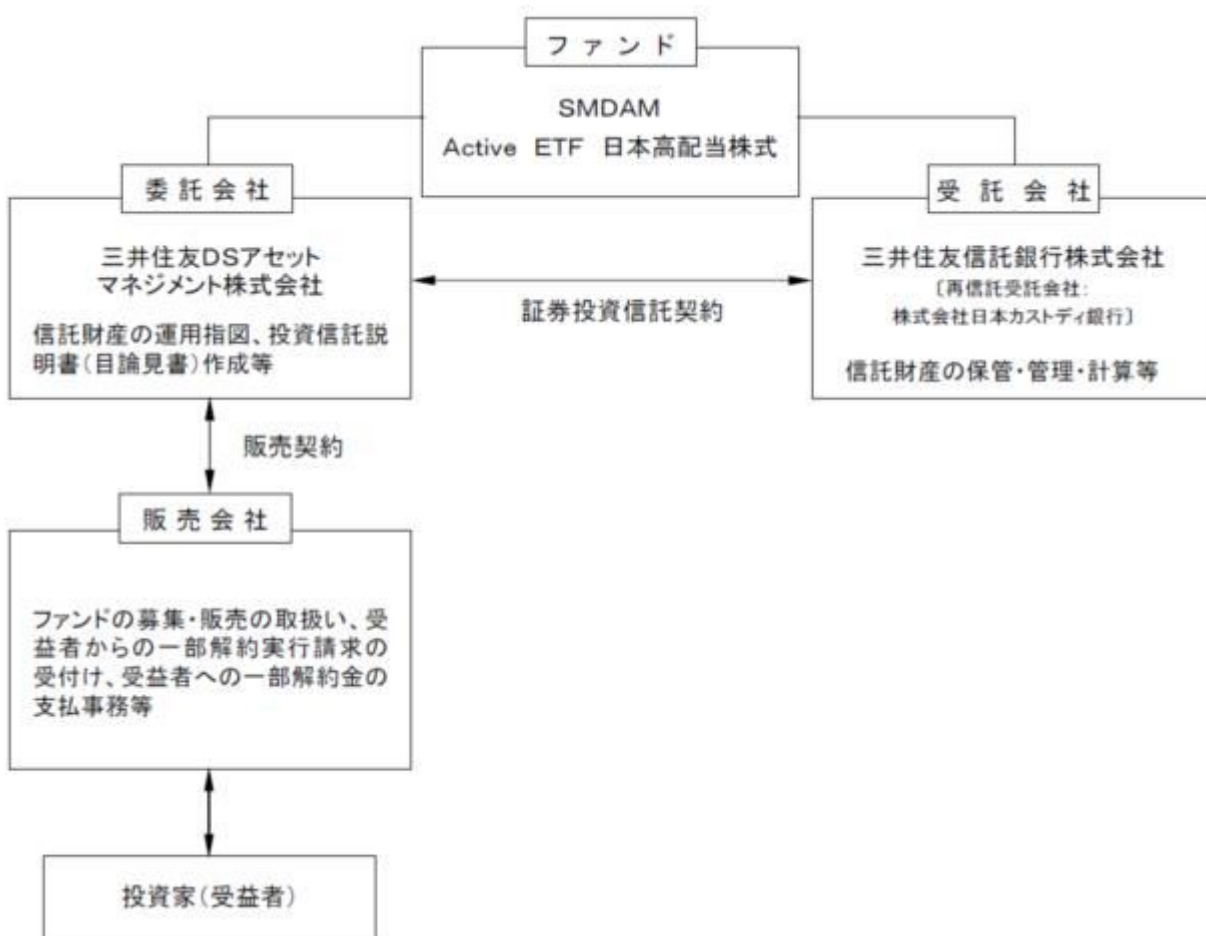 ファンド
SMDAM
Active ETF 日本高配当株式
委託会社
三井住友DSアセット
マネジメント株式会社
信託財産の運用指図、投資信託説
明書(目論見書)作成等
証券投資信託契約
受託会社
三井住友信託銀行株式会社
〔再信託受託会社:
株式会社日本カストディ銀行〕
信託財産の保管・管理・計算等
販売契約
販売会社
ファンドの募集・販売の取扱い、受
益者からの一部解約実行請求の
受付け、受益者への一部解約金の
支払事務等
投資家(受益者)